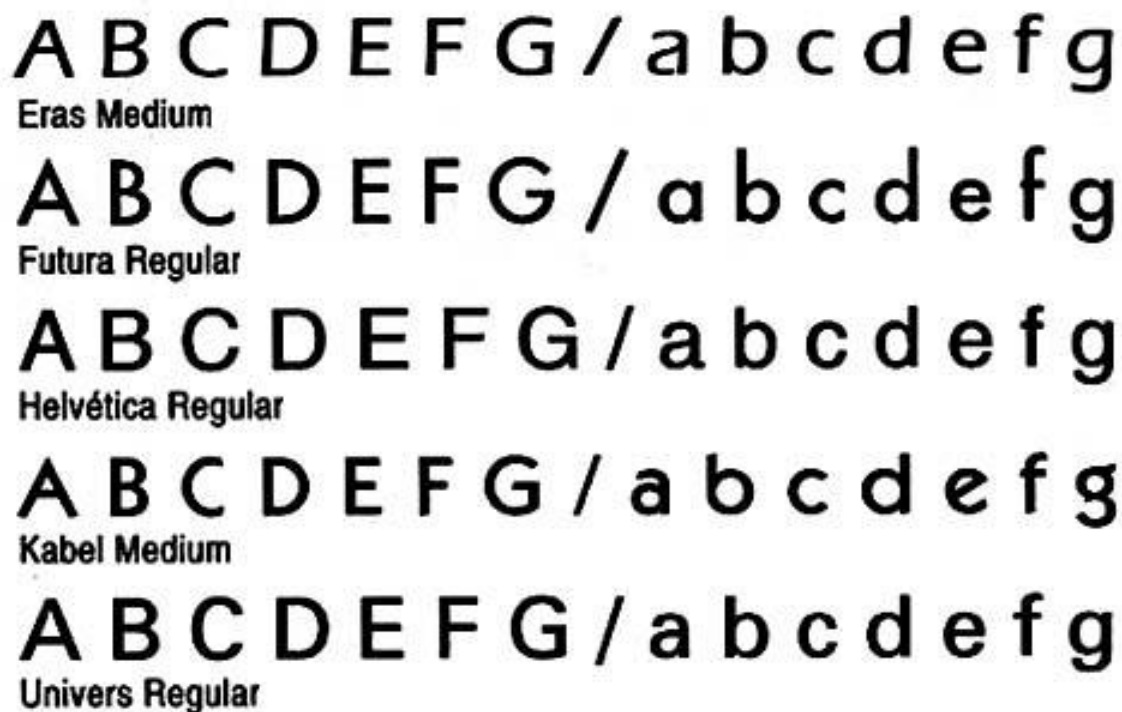 A B C D E F G / a b c d e f g
Eras Medium
A B C D E F G / a b c d e f g
Futura Regular
A B C D E F G / a b c d e f g
Helvética Regular
A B C D E F G / a b c d e f g
Kabel Medium
A B C D E F G / a b c d e f g
Univers Regular